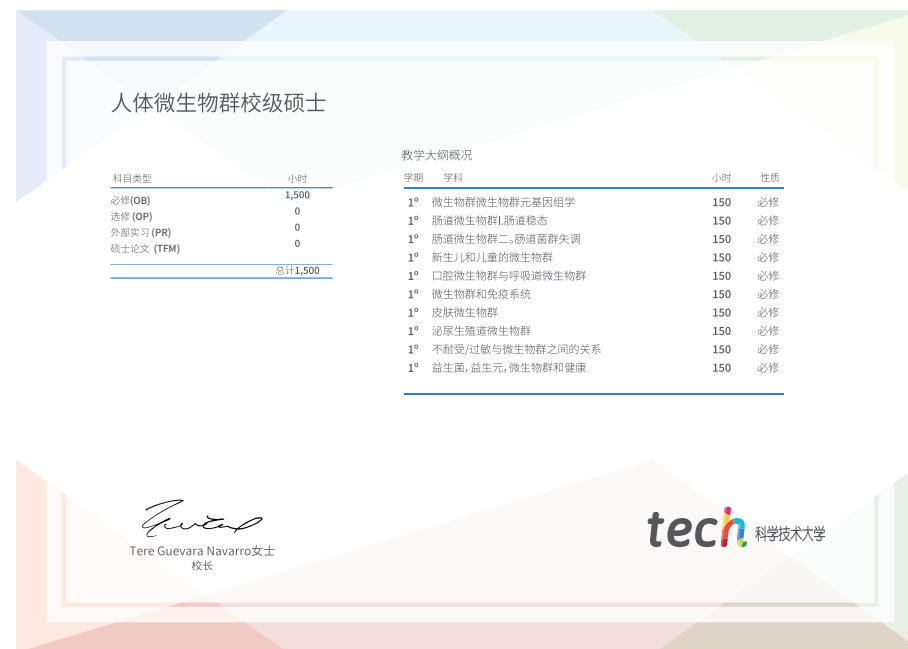 人体微生物群校级硕士
科目类型 小时
必修(OB) 1,500
选修 (OP) 0
外部实习 (PR) 0
硕士论文 (TFM) 0
总计1,500
教学大纲概况
学期 学科 小时 性质
1º 微生物群微生物群元基因组学 150 必修
1º 肠道微生物群I.肠道稳态 150 必修
1º 肠道微生物群二。肠道菌群失调 150 必修
1º 新生儿和儿童的微生物群 150 必修
1º 口腔微生物群与呼吸道微生物群 150 必修
1º 微生物群和免疫系统 150 必修
1º 皮肤微生物群 150 必修
1º 泌尿生殖道微生物群 150 必修
1º 不耐受/过敏与微生物群之间的关系 150 必修
1º 益生菌, 益生元, 微生物群和健康 150 必修
Tere Guevara Navarro女士
校长
tech 科学技术大学